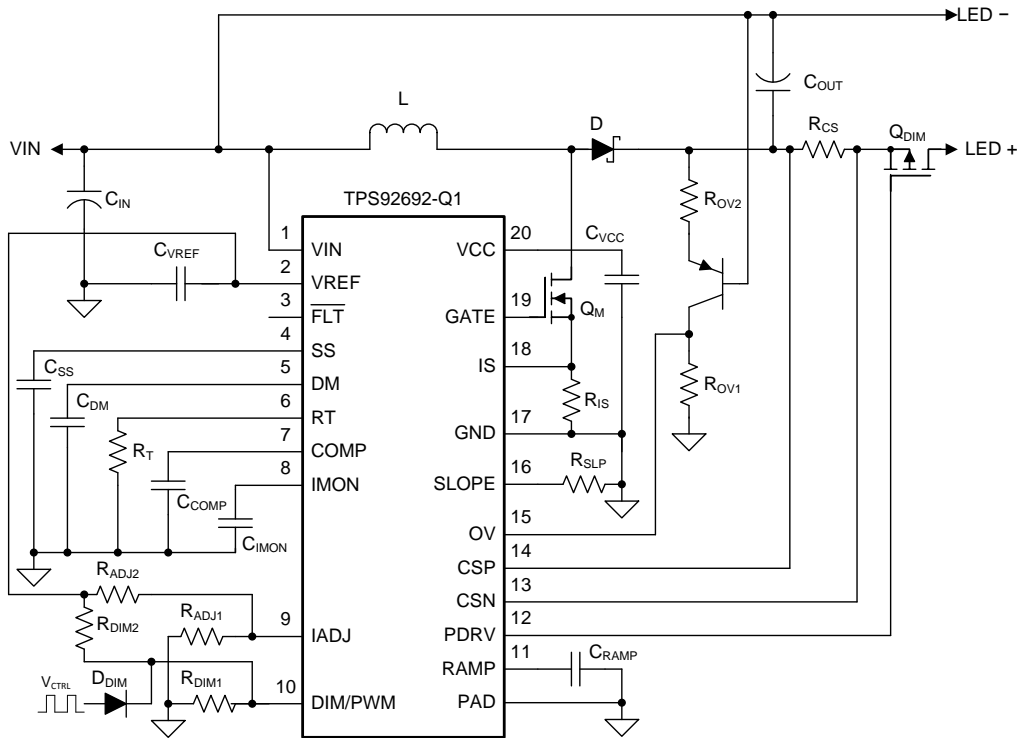 LED −
C_OUT
L
D
R_CS
Q_DIM
VIN
LED +
C_IN
R_OV2
TPS92692-Q1
C_VREF
1
VIN
VCC
20
C_VCC
2
VREF
3
FLT
GATE
19
Q_M
4
SS
C_SS
IS
18
5
DM
C_DM
R_IS
R_OV1
6
RT
R_T
GND
17
7
COMP
C_COMP
SLOPE
16
R_SLP
8
IMON
C_IMON
OV
15
CSP
14
CSN
13
R_ADJ2
R_ADJ1
9
IADJ
PDRV
12
R_DIM2
RAMP
11
C_RAMP
V_CTRL
D_DIM
R_DIM1
10
DIM/PWM
PAD